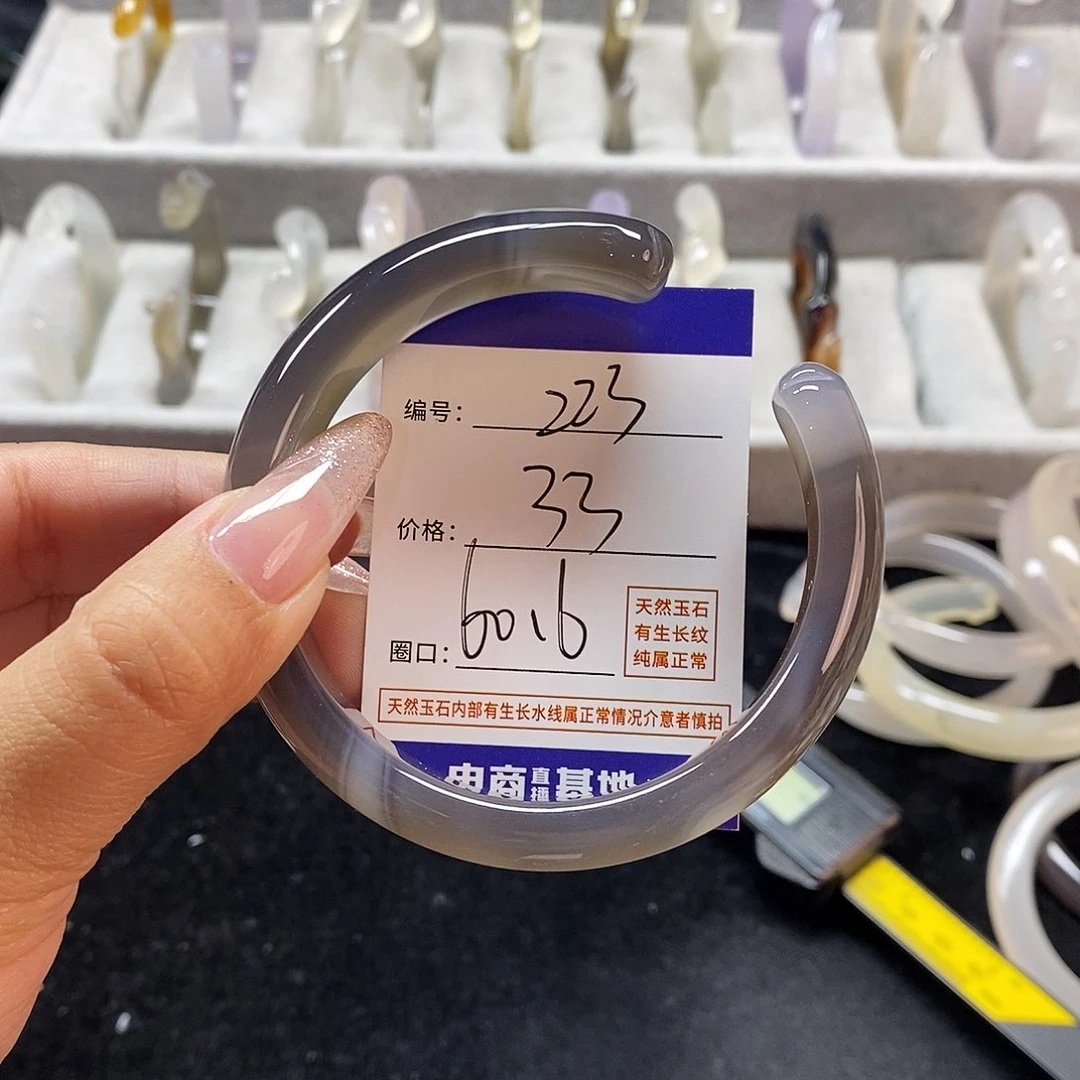 编号: 223
价格: 33
圈口: 60.16
天然玉石
有生长纹
纯属正常
天然玉石内部有生长水线属正常情况介意者慎拍
电商直播基地